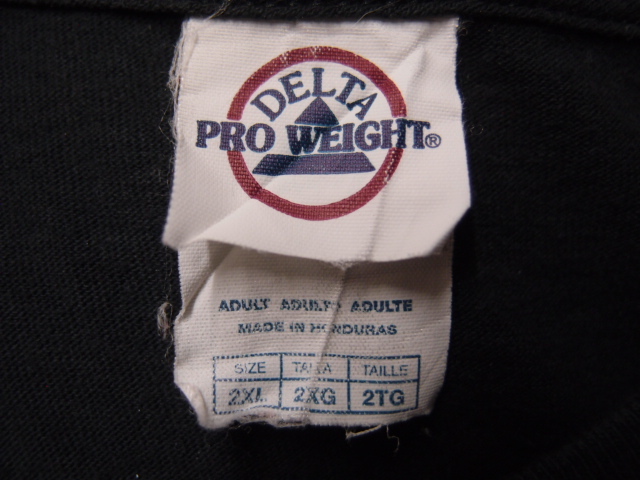 DELTA
PRO WEIGHT®
ADULT ADULTO ADULTE
MADE IN HONDURAS
SIZE TALLA TAILLE
2XL 2XG 2TG